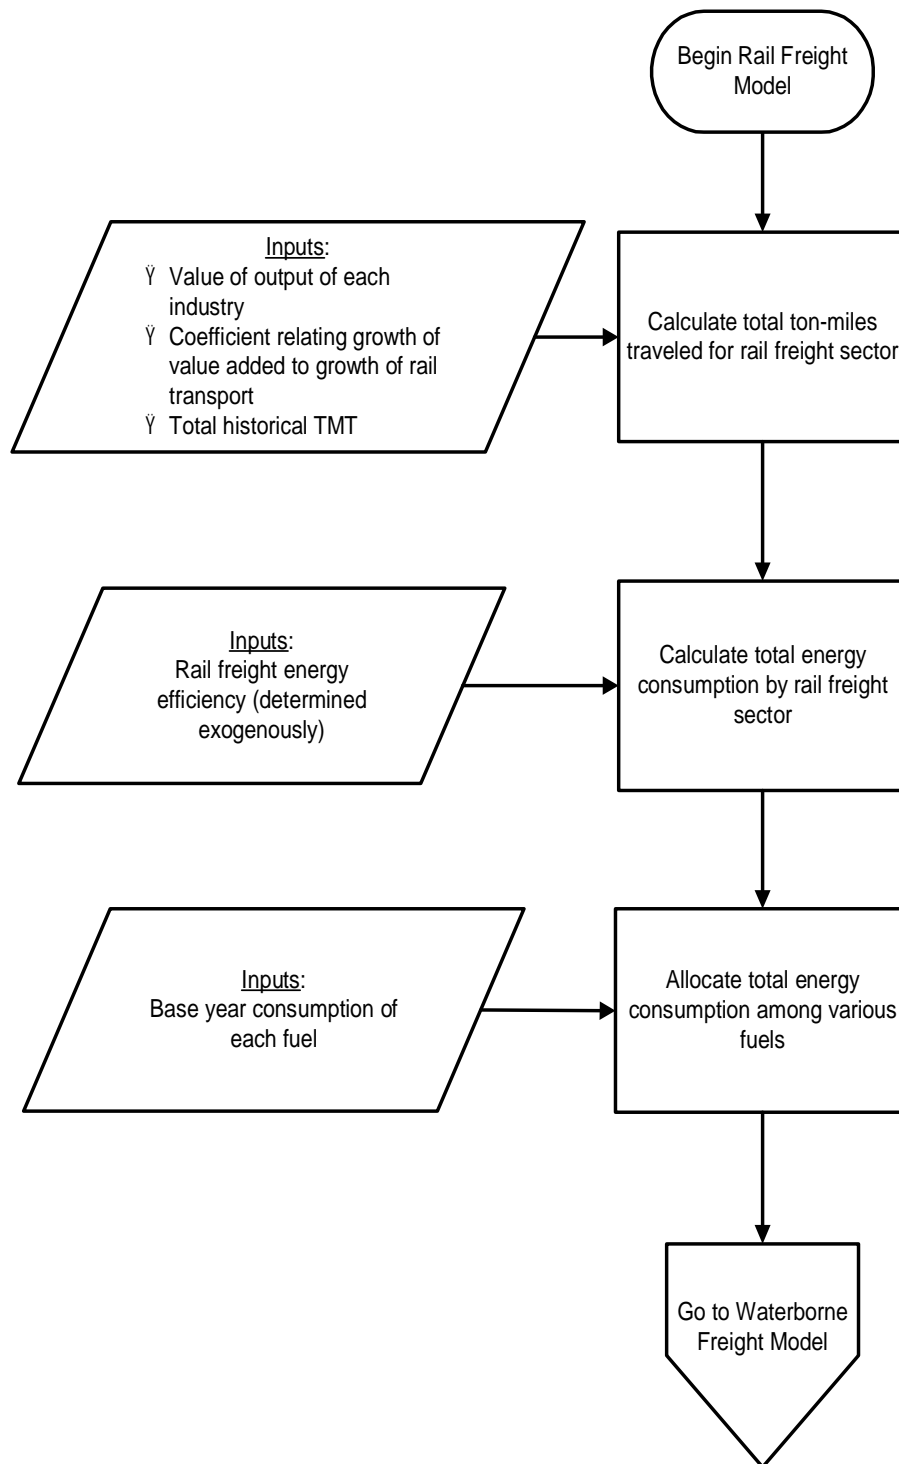 Begin Rail Freight
Model
Inputs:
Ÿ Value of output of each
industry
Ÿ Coefficient relating growth of
value added to growth of rail
transport
Ÿ Total historical TMT
Calculate total ton-miles
traveled for rail freight sector
Inputs:
Rail freight energy
efficiency (determined
exogenously)
Calculate total energy
consumption by rail freight
sector
Inputs:
Base year consumption of
each fuel
Allocate total energy
consumption among various
fuels
Go to Waterborne
Freight Model